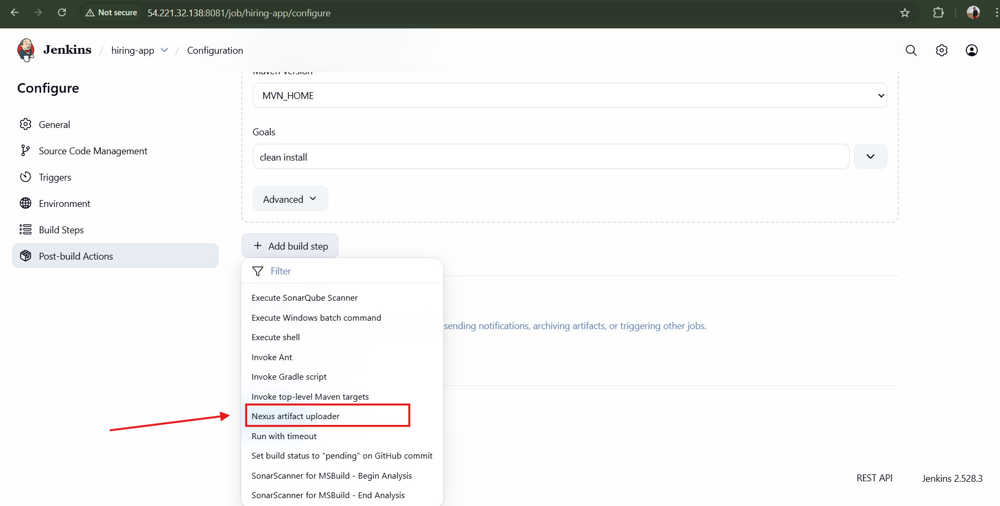 Not secure 54.221.32.138:8081/job/hiring-app/configure
Jenkins / hiring-app / Configuration
Configure
General
Source Code Management
Triggers
Environment
Build Steps
Post-build Actions
Maven Version
MVN_HOME
Goals
clean install
Advanced
Add build step
Filter
Execute SonarQube Scanner
Execute Windows batch command
Execute shell
Invoke Ant
Invoke Gradle script
Invoke top-level Maven targets
Nexus artifact uploader
Run with timeout
Set build status to "pending" on GitHub commit
SonarScanner for MSBuild - Begin Analysis
SonarScanner for MSBuild - End Analysis
sending notifications, archiving artifacts, or triggering other jobs.
REST API Jenkins 2.528.3